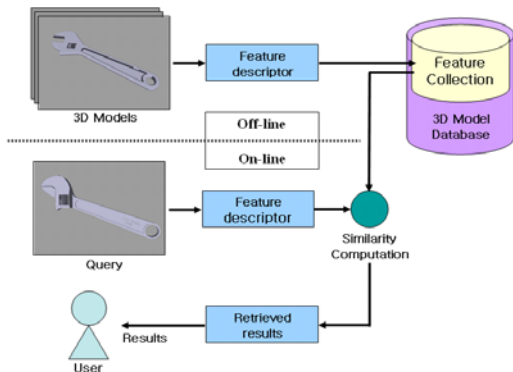 Feature
descriptor
Feature
Collection
3D Models
3D Model
Database
Off-line
On-line
Feature
descriptor
Similarity
Computation
Query
Retrieved
results
Results
User